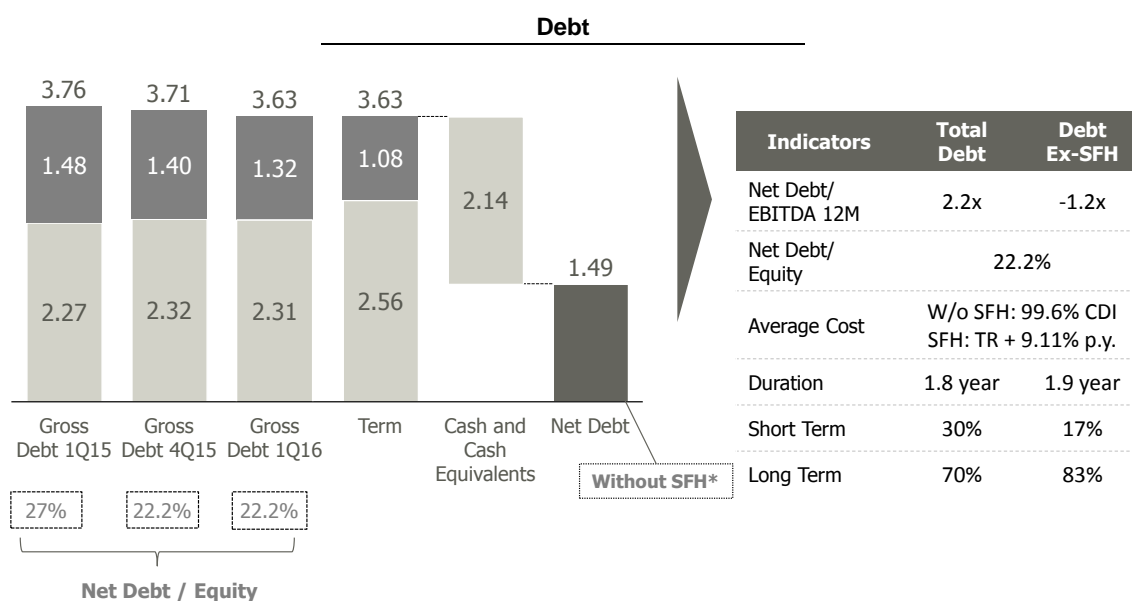 Debt
3.76
3.71
3.63
3.63
1.48
1.40
1.32
1.08
2.14
1.49
2.27
2.32
2.31
2.56
Gross
Debt 1Q15
Gross
Debt 4Q15
Gross
Debt 1Q16
Term
Cash and
Cash
Equivalents
Net Debt
Without SFH*
27%
22.2%
22.2%
Net Debt / Equity
Indicators
Total
Debt
Debt
Ex-SFH
Net Debt/
EBITDA 12M
2.2x
-1.2x
Net Debt/
Equity
22.2%
Average Cost
W/o SFH: 99.6% CDI
SFH: TR + 9.11% p.y.
Duration
1.8 year
1.9 year
Short Term
30%
17%
Long Term
70%
83%